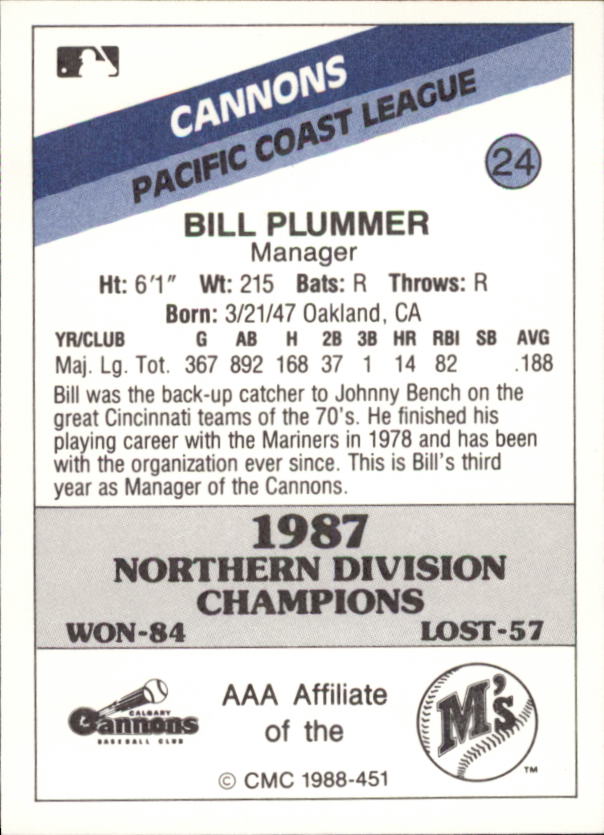 CANNONS
PACIFIC COAST LEAGUE
24
BILL PLUMMER
Manager
Ht: 6'1" Wt: 215 Bats: R Throws: R
Born: 3/21/47 Oakland, CA
YR/CLUB G AB H 2B 3B HR RBI SB AVG
Maj. Lg. Tot. 367 892 168 37 1 14 82 .188
Bill was the back-up catcher to Johnny Bench on the
great Cincinnati teams of the 70's. He finished his
playing career with the Mariners in 1978 and has been
with the organization ever since. This is Bill's third
year as Manager of the Cannons.
1987
NORTHERN DIVISION
CHAMPIONS
WON-84 LOST-57
CALGARY
Cannons
BASEBALL CLUB
AAA Affiliate
of the
M's
TM
© CMC 1988-451